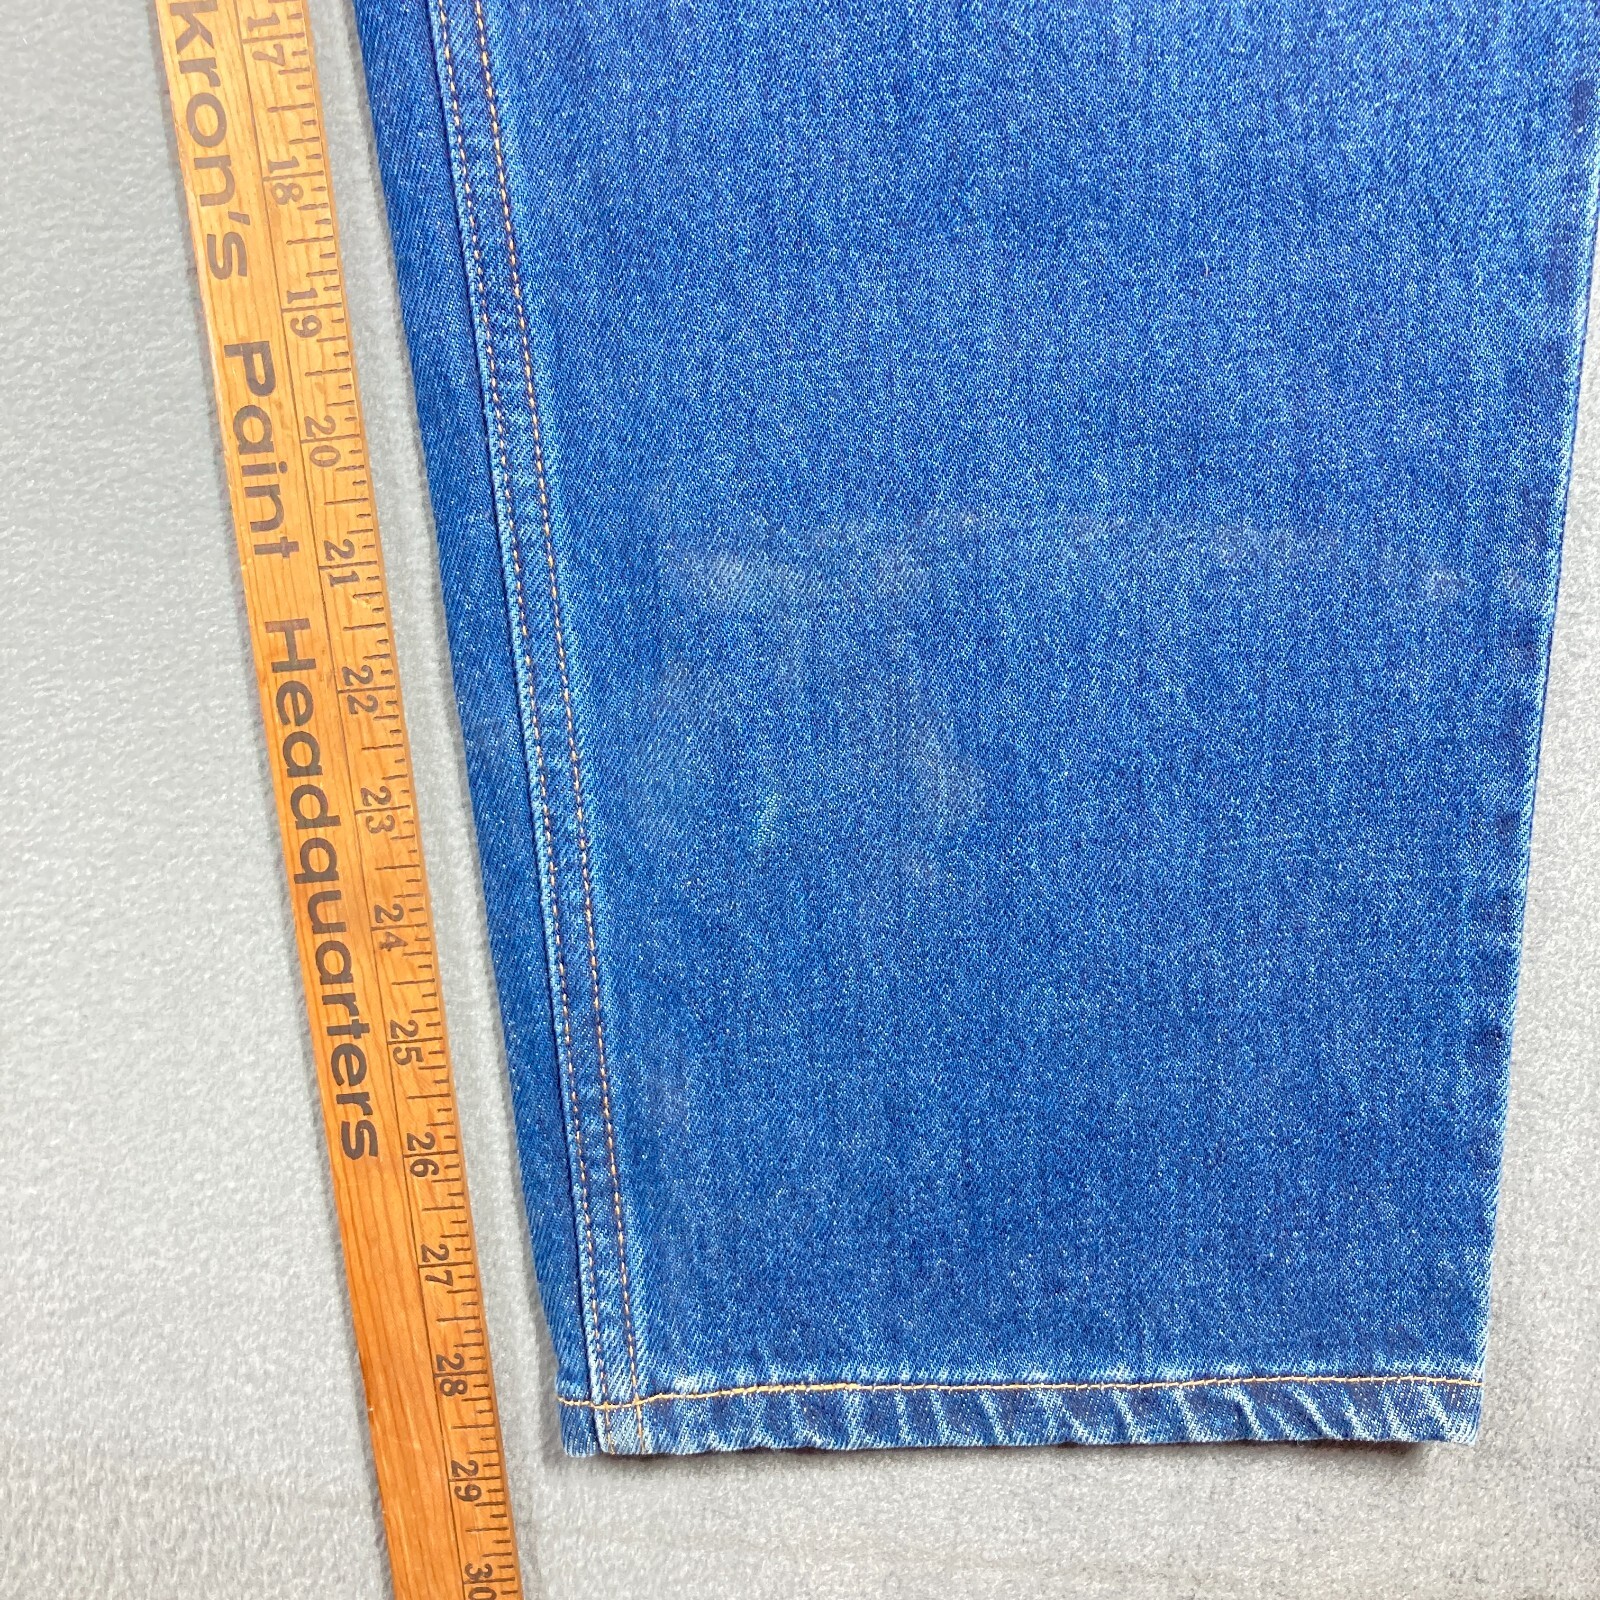 kron's Paint Headquarters
17 18 19 20 21 22 23 24 25 26 27 28 29 30